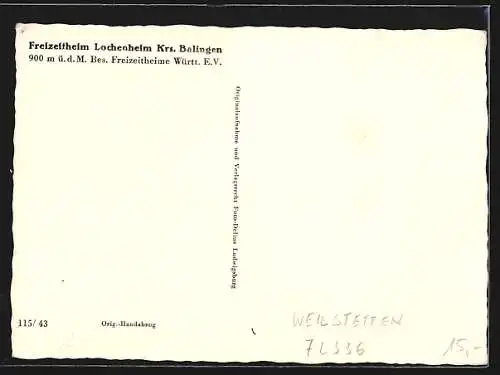 Freizeitheim Lochenheim Krs. Balingen
900 m ü.d.M. Bes. Freizeitheime Württ. E.V.
Originalaufnahme und Verlagsrecht Foto-Delius Ludwigsburg
115/43 Orig.-Handabzug
WEILSTETTEN
72336
15,-